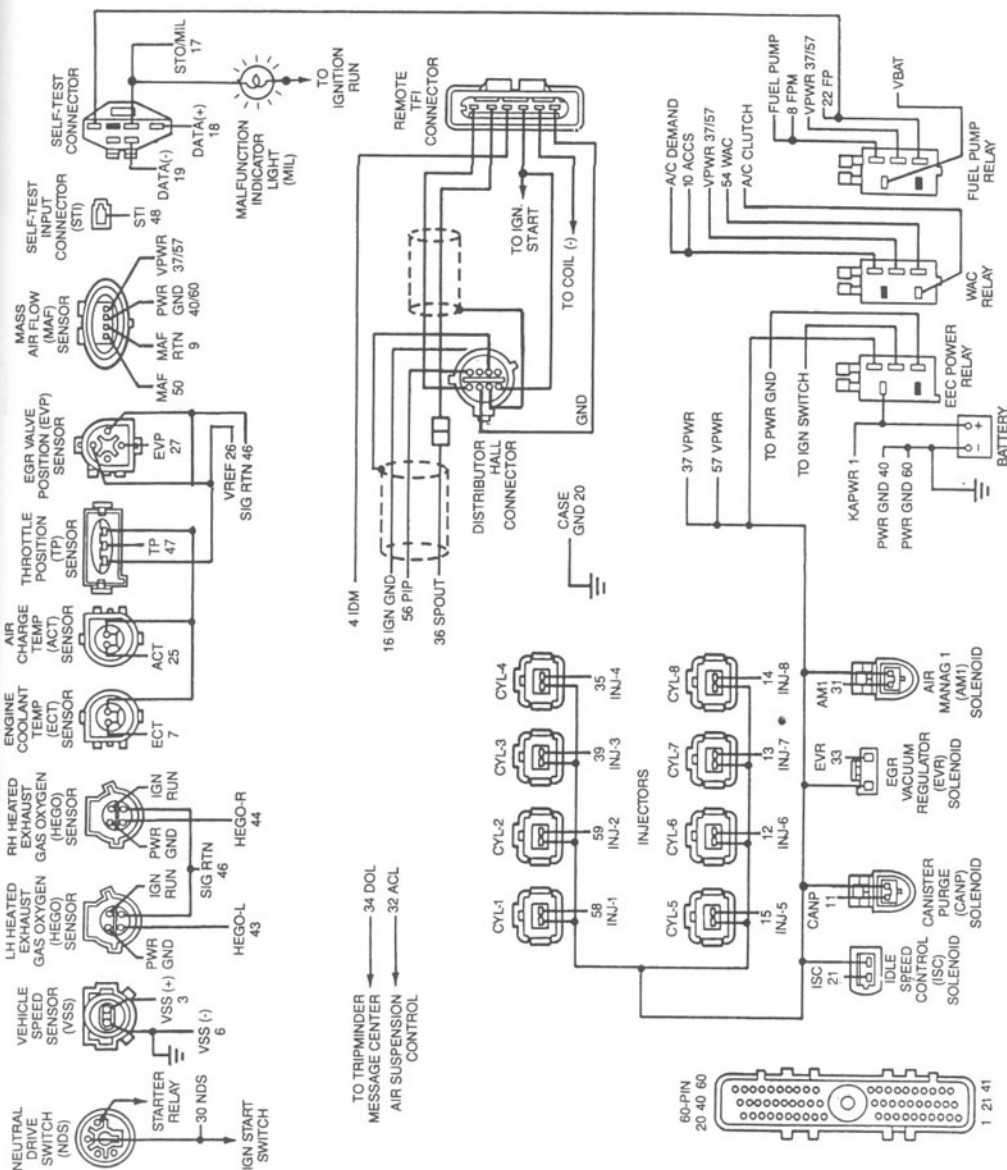 NEUTRAL
DRIVE
SWITCH
(NDS)
STARTER
RELAY
30 NDS
IGN START
SWITCH
VEHICLE
SPEED
SENSOR
(VSS)
VSS (+)
3
VSS (-)
6
LH HEATED
EXHAUST
GAS OXYGEN
(HEGO)
SENSOR
IGN
RUN
PWR
GND
HEGO-L
43
SIG RTN
46
RH HEATED
EXHAUST
GAS OXYGEN
(HEGO)
SENSOR
IGN
RUN
PWR
GND
HEGO-R
44
ENGINE
COOLANT
TEMP
(ECT)
SENSOR
ECT
7
AIR
CHARGE
TEMP
(ACT)
SENSOR
ACT
25
THROTTLE
POSITION
(TP)
SENSOR
TP
47
EGR VALVE
POSITION (EVP)
SENSOR
EVP
27
VREF 26
SIG RTN 46
MASS
AIR FLOW
(MAF)
SENSOR
MAF
50
MAF
RTN
9
PWR
GND
40/60
VPWR
37/57
SELF-TEST
INPUT
CONNECTOR
(STI)
STI
48
SELF-TEST
CONNECTOR
DATA(-)
19
DATA(+)
18
STO/MIL
17
MALFUNCTION
INDICATOR
LIGHT
(MIL)
TO
IGNITION
RUN
TO TRIPMINDER
MESSAGE CENTER
34 DOL
AIR SUSPENSION
CONTROL
32 ACL
4 IDM
16 IGN GND
56 PIP
36 SPOUT
DISTRIBUTOR
HALL
CONNECTOR
GND
CASE
GND 20
REMOTE
TFI
CONNECTOR
TO IGN.
START
TO COIL (-)
CYL-1
58
INJ-1
CYL-2
59
INJ-2
CYL-3
39
INJ-3
CYL-4
35
INJ-4
INJECTORS
CYL-5
15
INJ-5
CYL-6
12
INJ-6
CYL-7
13
INJ-7
CYL-8
14
INJ-8
37 VPWR
57 VPWR
TO PWR GND
TO IGN SWITCH
KAPWR 1
PWR GND 40
PWR GND 60
BATTERY
+
-
EEC POWER
RELAY
A/C DEMAND
10 ACCS
VPWR 37/57
54 WAC
A/C CLUTCH
WAC
RELAY
FUEL PUMP
8 FPM
VPWR 37/57
22 FP
VBAT
FUEL PUMP
RELAY
60-PIN
20 40 60
1 21 41
ISC
21
IDLE
SPEED
CONTROL
(ISC)
SOLENOID
CANP
11
CANISTER
PURGE
(CANP)
SOLENOID
EVR
33
EGR
VACUUM
REGULATOR
(EVR)
SOLENOID
AM1
31
AIR
MANAG 1
(AM1)
SOLENOID